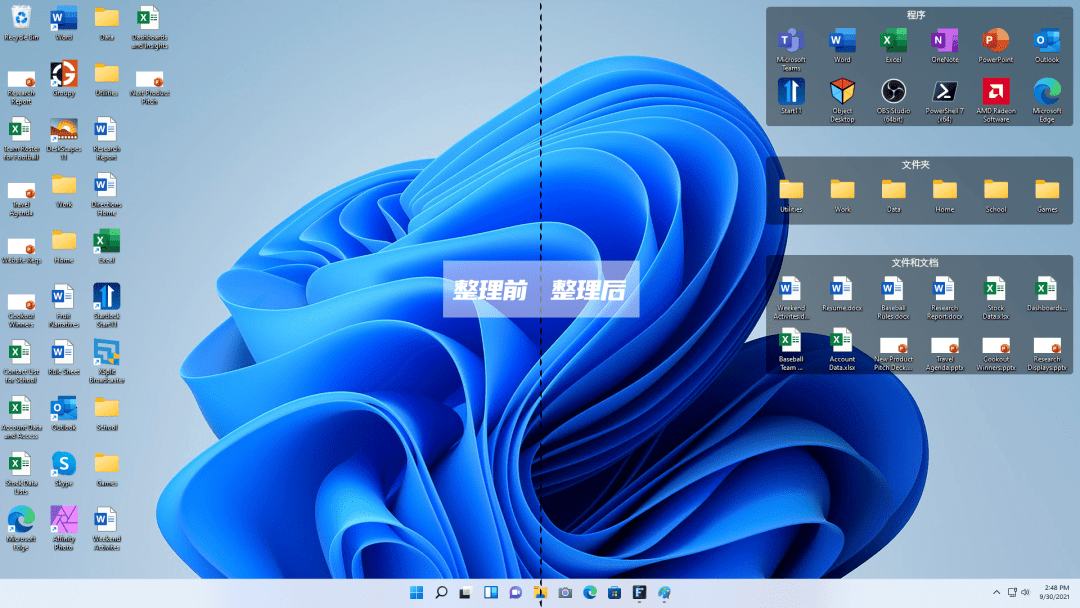 Recycle Bin
Word
Data
Dashboards
and Insights
Research
Report
Groupy
Utilities
Next Product
Pitch
Team Roster
for Football
DeskScapes
11
Research
Report
Travel
Agenda
Work
Directions
Home
Website Reqs
Home
Excel
Cookout
Winners
Fruit
Narratives
Stardock
Start11
Contact List
for School
Rule Sheet
XSplit
Broadcaster
Account Data
and Access
Outlook
School
Stock Data
Lists
Skype
Games
Microsoft
Edge
Affinity
Photo
Weekend
Activities
整理前 整理后
程序
Microsoft
Teams
Word
Excel
OneNote
PowerPoint
Outlook
Start11
Object
Desktop
OBS Studio
(64bit)
PowerShell 7
(x64)
AMD Radeon
Software
Microsoft
Edge
文件夹
Utilities
Work
Data
Home
School
Games
文件和文档
Weekend
Activities.d...
Resume.docx
Baseball
Rules.docx
Research
Report.docx
Stock
Data.xlsx
Dashboards...
Baseball
Team ...
Account
Data.xlsx
New Product
Pitch Deck...
Travel
Agenda.pptx
Cookout
Winners.pptx
Research
Displays.pptx
2:48 PM
9/30/2021